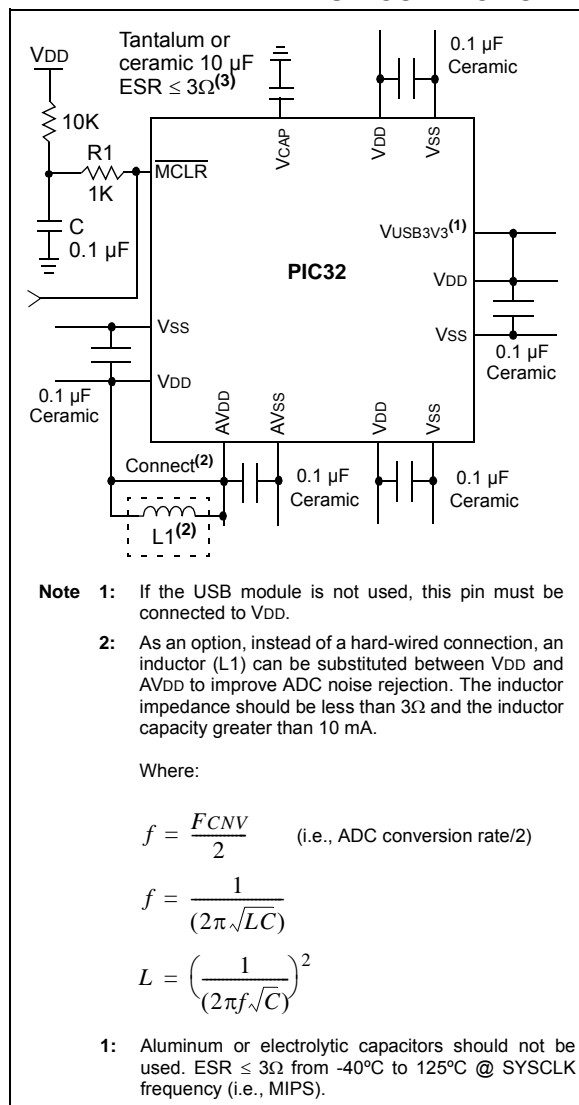 VDD
Tantalum or
ceramic 10 µF
ESR ≤ 3Ω(3)
0.1 µF
Ceramic
10K
R1
1K
MCLR
VCAP
VDD
VSS
C
0.1 µF
VUSB3V3(1)
PIC32
VDD
VSS
VSS
0.1 µF
Ceramic
VDD
0.1 µF
Ceramic
AVDD
AVSS
VDD
VSS
Connect(2)
0.1 µF
Ceramic
0.1 µF
Ceramic
L1(2)
Note 1: If the USB module is not used, this pin must be
connected to VDD.
2: As an option, instead of a hard-wired connection, an
inductor (L1) can be substituted between VDD and
AVDD to improve ADC noise rejection. The inductor
impedance should be less than 3Ω and the inductor
capacity greater than 10 mA.
Where:
f = FCNV / 2 (i.e., ADC conversion rate/2)
f = 1 / (2π√LC)
L = (1 / (2πf√C))²
1: Aluminum or electrolytic capacitors should not be
used. ESR ≤ 3Ω from -40ºC to 125ºC @ SYSCLK
frequency (i.e., MIPS).